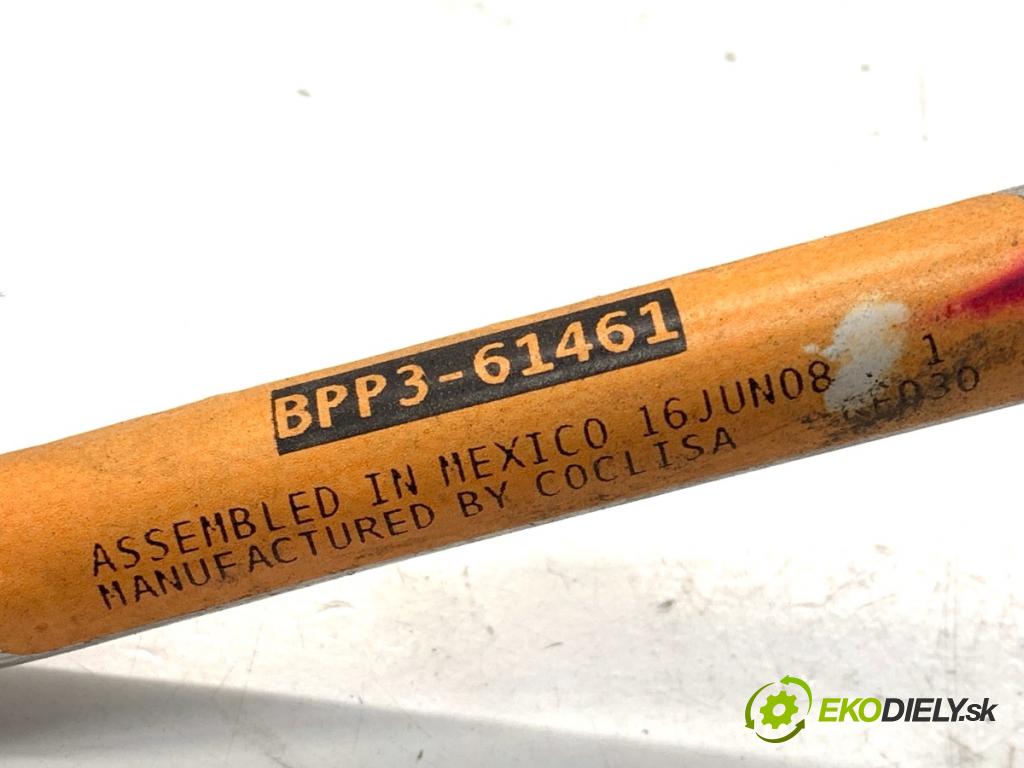 BPP3-61461
ASSEMBLED IN MEXICO 16JUN08 1
MANUFACTURED BY COCLISA
EKODIELY.sk